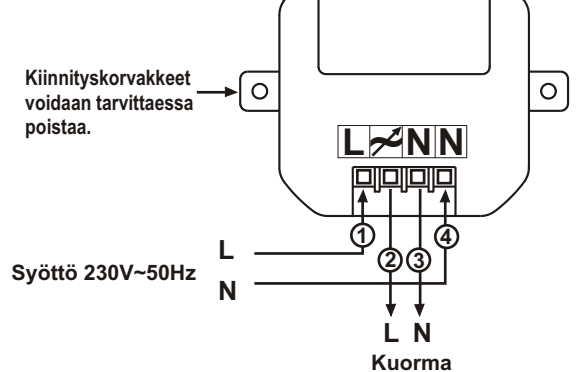 Kiinnityskorvakkeet
voidaan tarvittaessa
poistaa.
L N N
1 4
2 3
L
Syöttö 230V~50Hz
N
L N
Kuorma